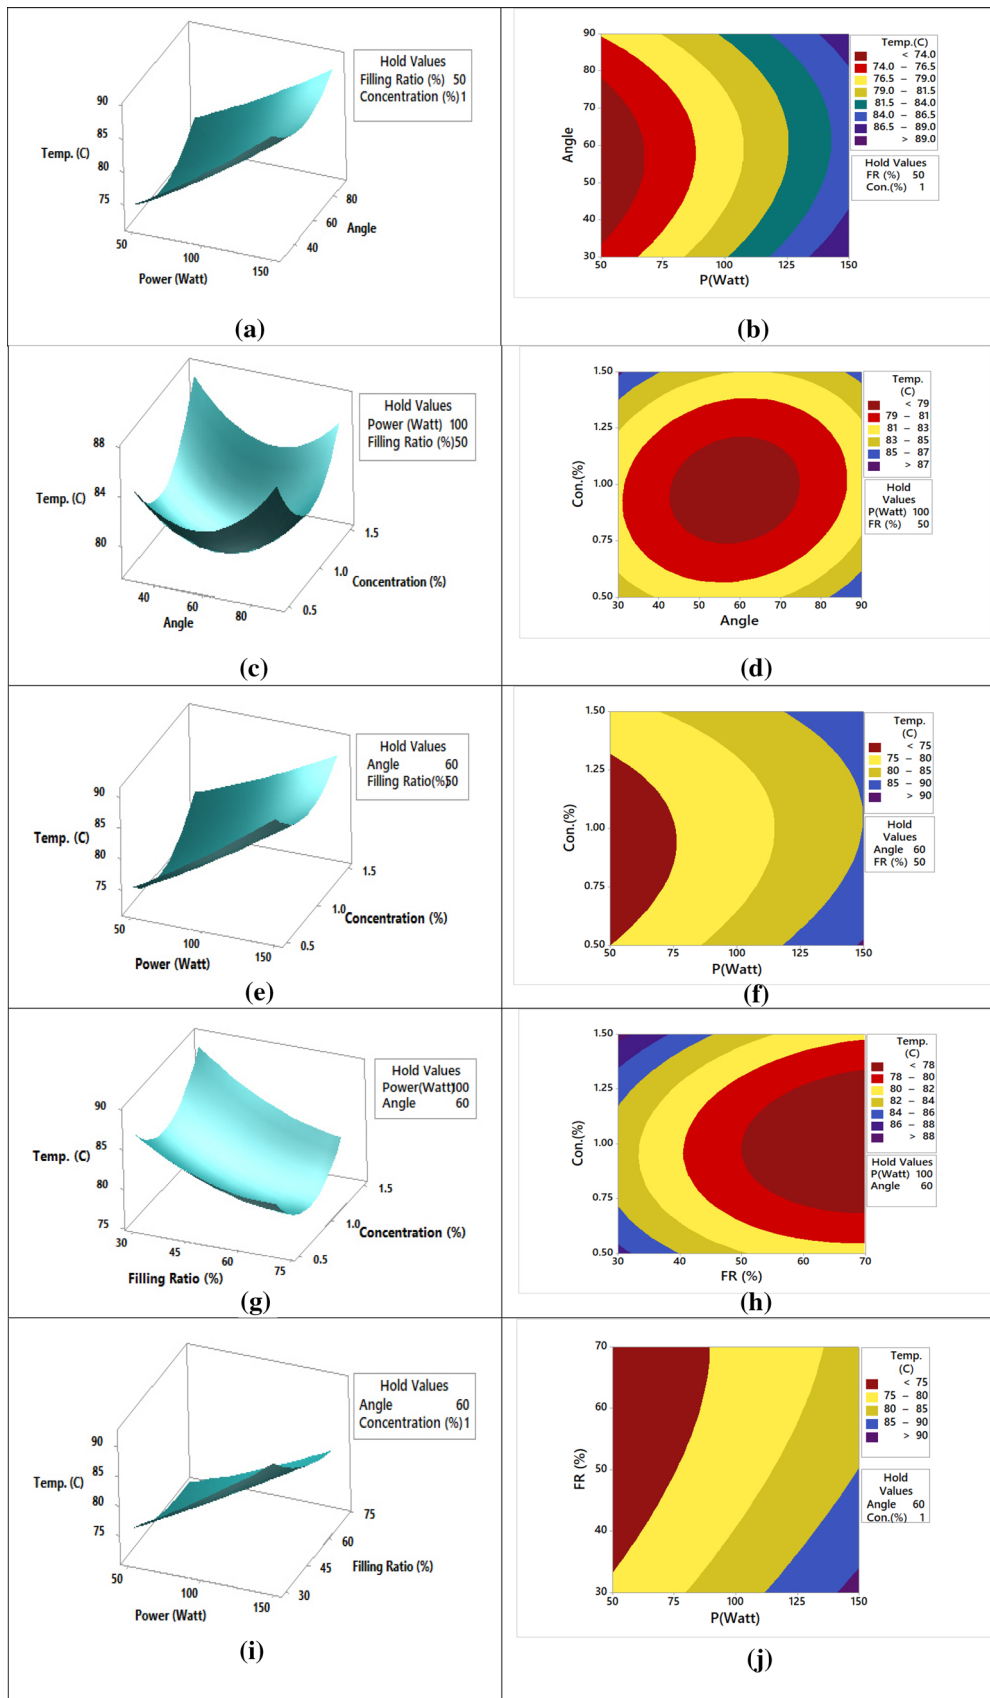 Hold Values
Filling Ratio (%) 50
Concentration (%) 1
90
85
Temp. (C)
80
75
50
100
150
Power (Watt)
40
60
80
Angle
(a)
90
80
70
60
50
40
30
Angle
50 75 100 125 150
P(Watt)
Temp.(C)
< 74.0
74.0 – 76.5
76.5 – 79.0
79.0 – 81.5
81.5 – 84.0
84.0 – 86.5
86.5 – 89.0
> 89.0
Hold Values
FR (%) 50
Con.(%) 1
(b)
Hold Values
Power (Watt) 100
Filling Ratio (%) 50
88
Temp. (C)
84
80
40
60
80
Angle
0.5
1.0
1.5
Concentration (%)
(c)
1.50
1.25
1.00
0.75
0.50
Con.(%)
30 40 50 60 70 80 90
Angle
Temp.
(C)
< 79
79 – 81
81 – 83
83 – 85
85 – 87
> 87
Hold
Values
P(Watt) 100
FR (%) 50
(d)
Hold Values
Angle 60
Filling Ratio(%) 50
90
85
Temp. (C)
80
75
50
100
150
Power (Watt)
0.5
1.0
1.5
Concentration (%)
(e)
1.50
1.25
1.00
0.75
0.50
Con.(%)
50 75 100 125 150
P(Watt)
Temp.
(C)
< 75
75 – 80
80 – 85
85 – 90
> 90
Hold
Values
Angle 60
FR (%) 50
(f)
Hold Values
Power(Watt) 100
Angle 60
90
85
Temp. (C)
80
75
30
45
60
75
Filling Ratio (%)
0.5
1.0
1.5
Concentration (%)
(g)
1.50
1.25
1.00
0.75
0.50
Con.(%)
30 40 50 60 70
FR (%)
Temp.
(C)
< 78
78 – 80
80 – 82
82 – 84
84 – 86
86 – 88
> 88
Hold Values
P(Watt) 100
Angle 60
(h)
Hold Values
Angle 60
Concentration (%) 1
90
85
Temp. (C)
80
75
50
100
150
Power (Watt)
30
45
60
75
Filling Ratio (%)
(i)
70
60
50
40
30
FR (%)
50 75 100 125 150
P(Watt)
Temp.
(C)
< 75
75 – 80
80 – 85
85 – 90
> 90
Hold
Values
Angle 60
Con.(%) 1
(j)